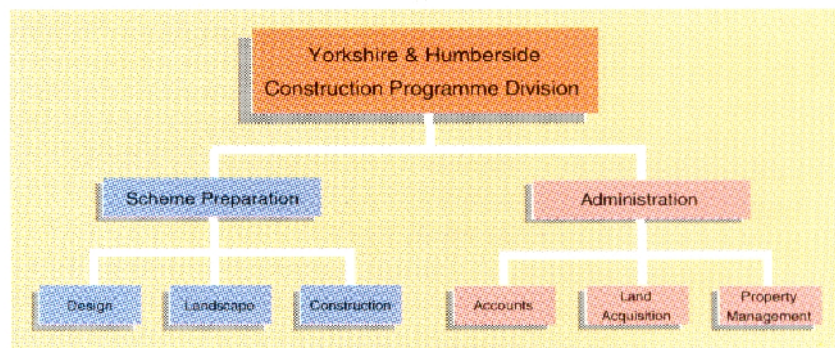 Yorkshire & Humberside
Construction Programme Division
Scheme Preparation
Administration
Design
Landscape
Construction
Accounts
Land
Acquisition
Property
Management